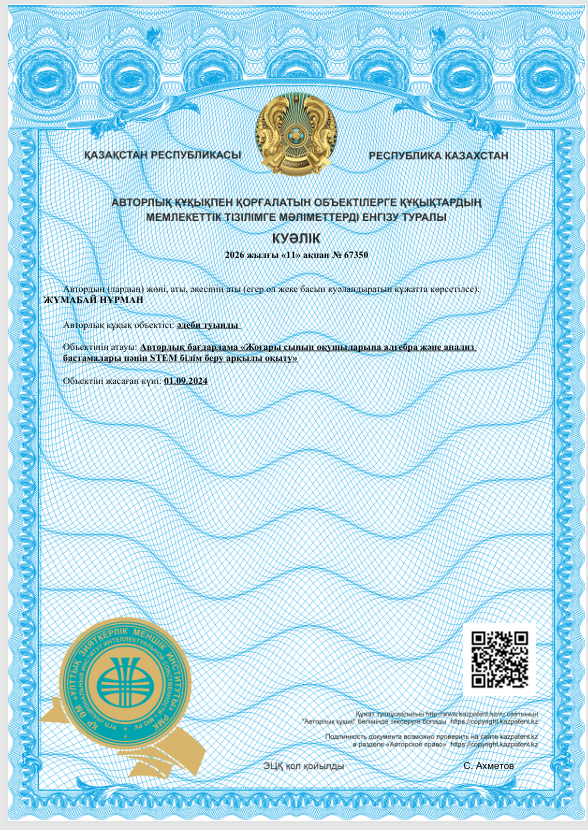 ҚАЗАҚСТАН РЕСПУБЛИКАСЫ
РЕСПУБЛИКА КАЗАХСТАН
АВТОРЛЫҚ ҚҰҚЫҚПЕН ҚОРҒАЛАТЫН ОБЪЕКТІЛЕРГЕ ҚҰҚЫҚТАРДЫҢ
МЕМЛЕКЕТТІК ТІЗІЛІМГЕ МӘЛІМЕТТЕРДІ ЕНГІЗУ ТУРАЛЫ
КУӘЛІК
2026 жылғы «11» ақпан № 67350
Автордың (лардың) жөні, аты, әкесінің аты (егер ол жеке басын куәландыратын құжатта көрсетілсе):
ЖҰМАБАЙ НҰРМАН
Авторлық құқық объектісі: әдеби туынды
Объектінің атауы: Авторлық бағдарлама «Жоғары сынып оқушыларына алгебра және анализ
бастамалары пәнін STEM білім беру арқылы оқыту»
Объектіні жасаған күні: 01.09.2024
Құжат түпнұсқалығын http://www.kazpatent.kz/ru сайтының
"Авторлық құқық" бөлімінде тексеруге болады https://copyright.kazpatent.kz
Подлинность документа возможно проверить на сайте kazpatent.kz
в разделе «Авторское право» https://copyright.kazpatent.kz
ЭЦҚ қол қойылды
С. Ахметов